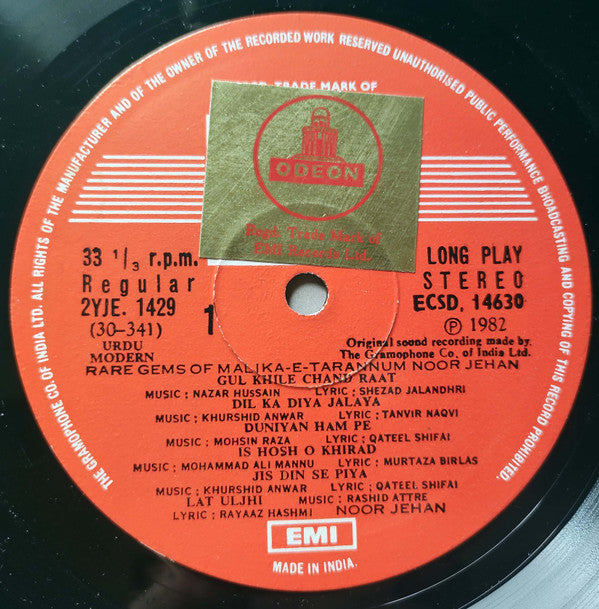 THE GRAMOPHONE CO. OF INDIA LTD. ALL RIGHTS OF THE MANUFACTURER AND OF THE OWNER OF THE RECORDED WORK RESERVED UNAUTHORISED PUBLIC PERFORMANCE BROADCASTING AND COPYING OF THIS RECORD PROHIBITED.
TRADE MARK OF
ODEON
Regd. Trade Mark of
EMI Records Ltd.
33 1/3 r.p.m.
Regular
2YJE. 1429
(30-341)
URDU
MODERN
1
LONG PLAY
STEREO
ECSD. 14630
℗ 1982
Original sound recording made by
The Gramophone Co. of India Ltd.
RARE GEMS OF MALIKA-E-TARANNUM NOOR JEHAN
GUL KHILE CHAND RAAT
MUSIC ; NAZAR HUSSAIN LYRIC ; SHEZAD JALANDHRI
DIL KA DIYA JALAYA
MUSIC ; KHURSHID ANWAR LYRIC ; TANVIR NAQVI
DUNIYAN HAM PE
MUSIC ; MOHSIN RAZA LYRIC ; QATEEL SHIFAI
IS HOSH O KHIRAD
MUSIC ; MOHAMMAD ALI MANNU LYRIC ; MURTAZA BIRLAS
JIS DIN SE PIYA
MUSIC ; KHURSHID ANWAR LYRIC ; QATEEL SHIFAI
LAT ULJHI MUSIC ; RASHID ATTRE
LYRIC ; RAYAAZ HASHMI NOOR JEHAN
EMI
MADE IN INDIA.